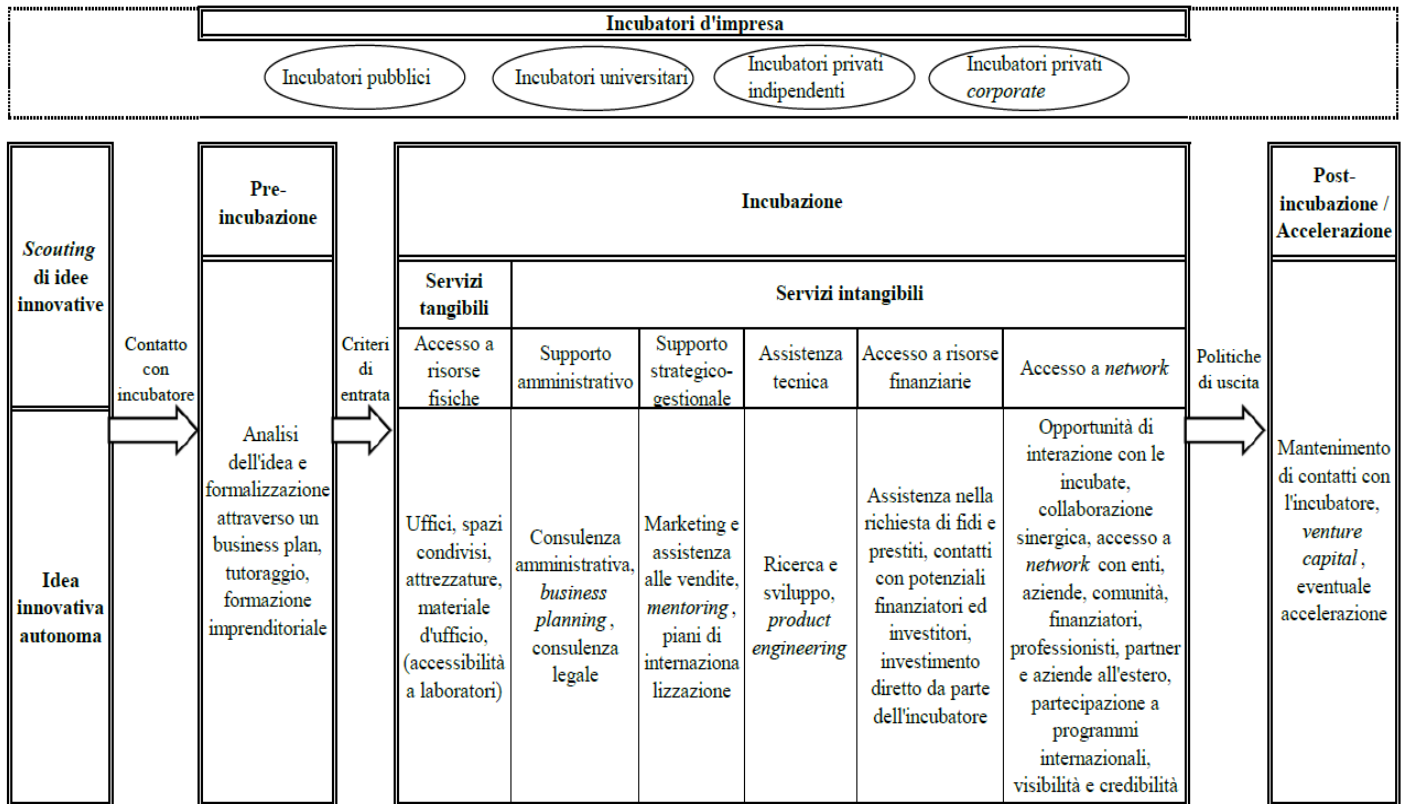 Incubatori d'impresa
Incubatori pubblici
Incubatori universitari
Incubatori privati
indipendenti
Incubatori privati
corporate
Scouting
di idee
innovative
Idea
innovativa
autonoma
Contatto
con
incubatore
Pre-
incubazione
Analisi
dell'idea e
formalizzazione
attraverso un
business plan,
tutoraggio,
formazione
imprenditoriale
Criteri
di
entrata
Incubazione
Servizi
tangibili
Servizi intangibili
Accesso a
risorse
fisiche
Supporto
amministrativo
Supporto
strategico-
gestionale
Assistenza
tecnica
Accesso a risorse
finanziarie
Accesso a network
Uffici, spazi
condivisi,
attrezzature,
materiale
d'ufficio,
(accessibilità
a laboratori)
Consulenza
amministrativa,
business
planning,
consulenza
legale
Marketing e
assistenza
alle vendite,
mentoring,
piani di
internaziona
lizzazione
Ricerca e
sviluppo,
product
engineering
Assistenza nella
richiesta di fidi e
prestiti, contatti
con potenziali
finanziatori ed
investitori,
investimento
diretto da parte
dell'incubatore
Opportunità di
interazione con le
incubate,
collaborazione
sinergica, accesso a
network con enti,
aziende, comunità,
finanziatori,
professionisti, partner
e aziende all'estero,
partecipazione a
programmi
internazionali,
visibilità e credibilità
Politiche
di uscita
Post-
incubazione /
Accelerazione
Mantenimento
di contatti con
l'incubatore,
venture
capital,
eventuale
accelerazione